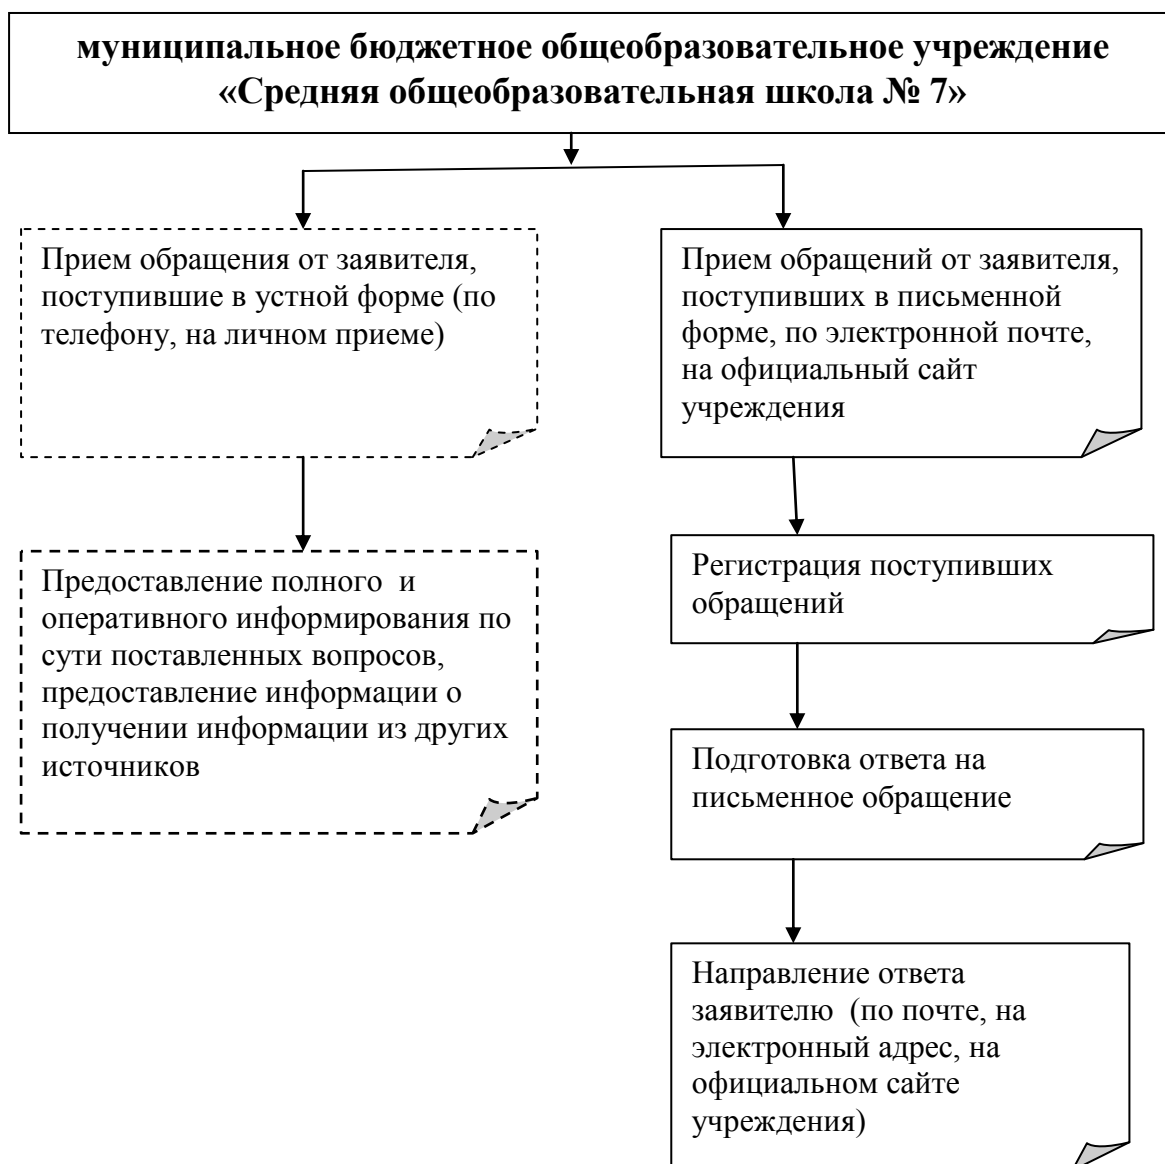 муниципальное бюджетное общеобразовательное учреждение
«Средняя общеобразовательная школа № 7»
Прием обращения от заявителя,
поступившие в устной форме (по
телефону, на личном приеме)
Предоставление полного и
оперативного информирования по
сути поставленных вопросов,
предоставление информации о
получении информации из других
источников
Прием обращений от заявителя,
поступивших в письменной
форме, по электронной почте,
на официальный сайт
учреждения
Регистрация поступивших
обращений
Подготовка ответа на
письменное обращение
Направление ответа
заявителю (по почте, на
электронный адрес, на
официальном сайте
учреждения)